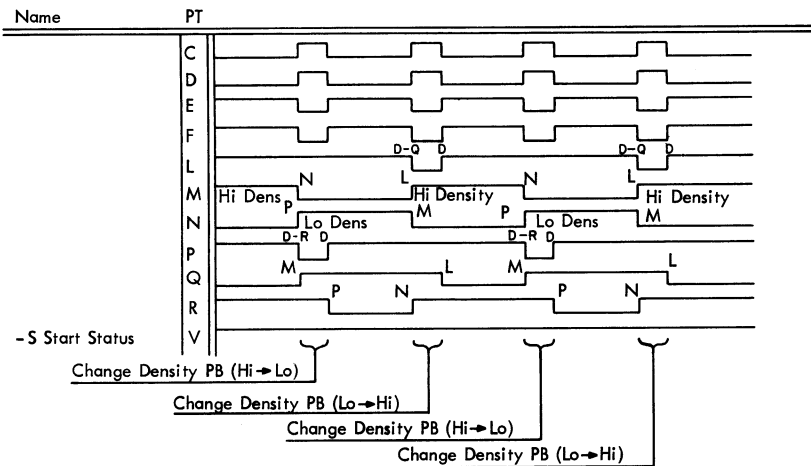 Name PT
C
D
E
F
D-Q D D-Q D
L
N L N L
M Hi Dens Hi Density Hi Density
P M P M
N Lo Dens Lo Dens
D-R D D-R D
P
M L M L
Q
P N P N
R
-S Start Status V
Change Density PB (Hi→Lo)
Change Density PB (Lo→Hi)
Change Density PB (Hi→Lo)
Change Density PB (Lo→Hi)